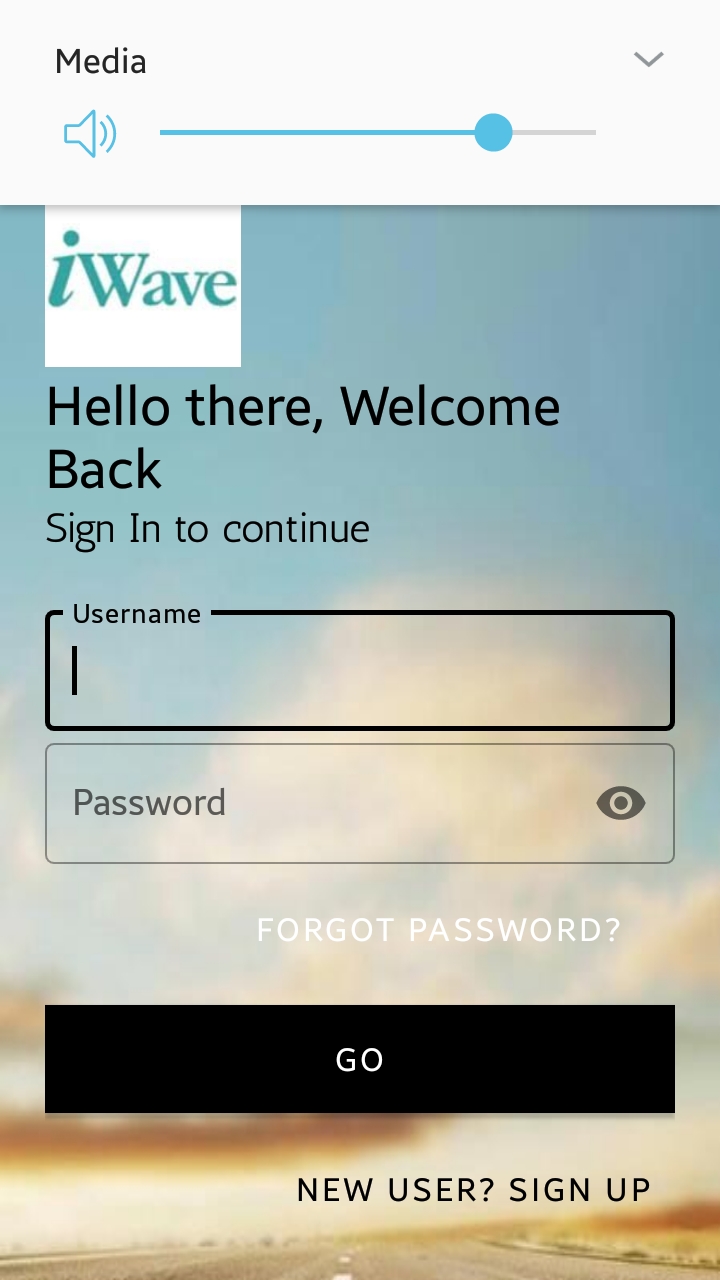 Media
iWave
Hello there, Welcome
Back
Sign In to continue
Username
Password
FORGOT PASSWORD?
GO
NEW USER? SIGN UP